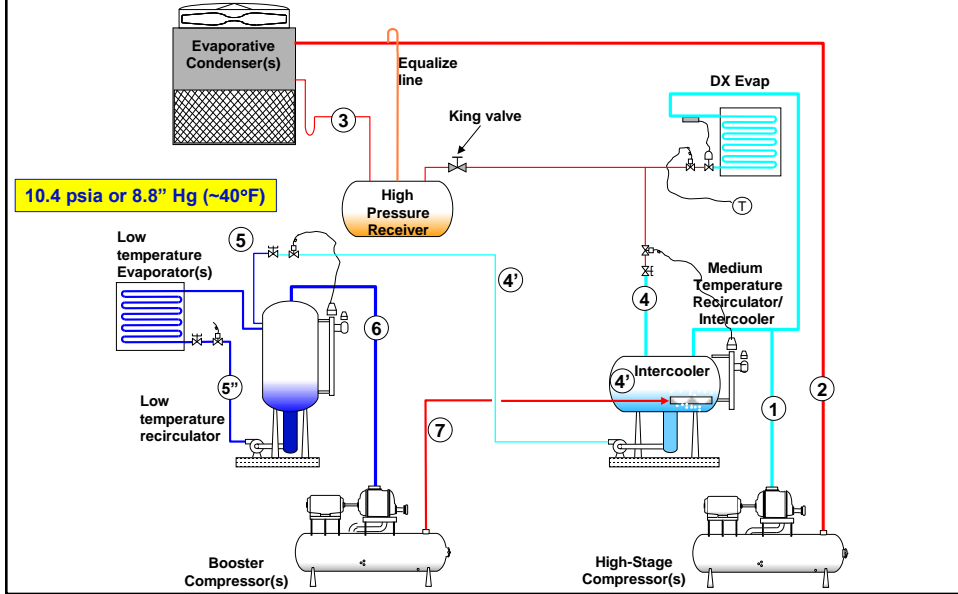 Evaporative
Condenser(s)
Equalize
line
DX Evap
King valve
3
10.4 psia or 8.8” Hg (~40°F)
High
Pressure
Receiver
T
Low
temperature
Evaporator(s)
5
4'
4
Medium
Temperature
Recirculator/
Intercooler
6
Intercooler
4'
5”
Low
temperature
recirculator
7
1
2
Booster
Compressor(s)
High-Stage
Compressor(s)